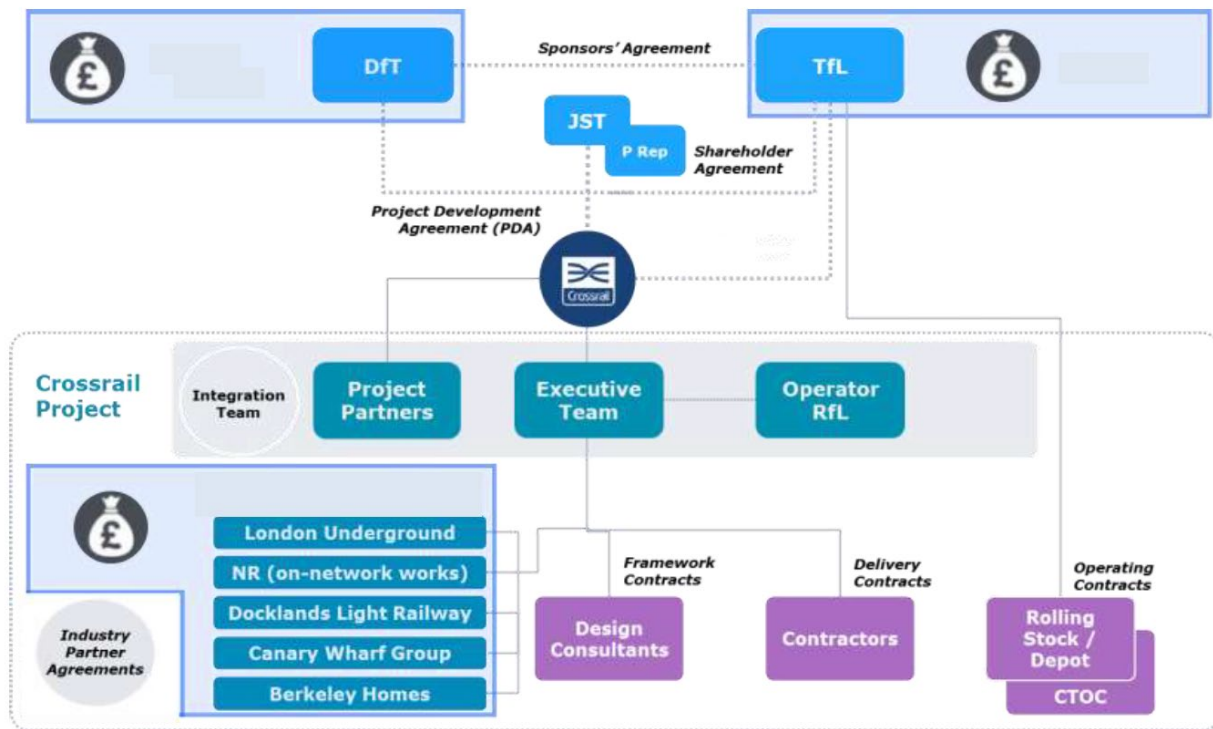 £
DfT
Sponsors' Agreement
TfL
£
JST
P Rep
Shareholder
Agreement
Project Development
Agreement (PDA)
Crossrail
Crossrail
Project
Integration
Team
Project
Partners
Executive
Team
Operator
RfL
£
London Underground
NR (on-network works)
Docklands Light Railway
Canary Wharf Group
Berkeley Homes
Industry
Partner
Agreements
Framework
Contracts
Design
Consultants
Delivery
Contracts
Contractors
Operating
Contracts
Rolling
Stock /
Depot
CTOC